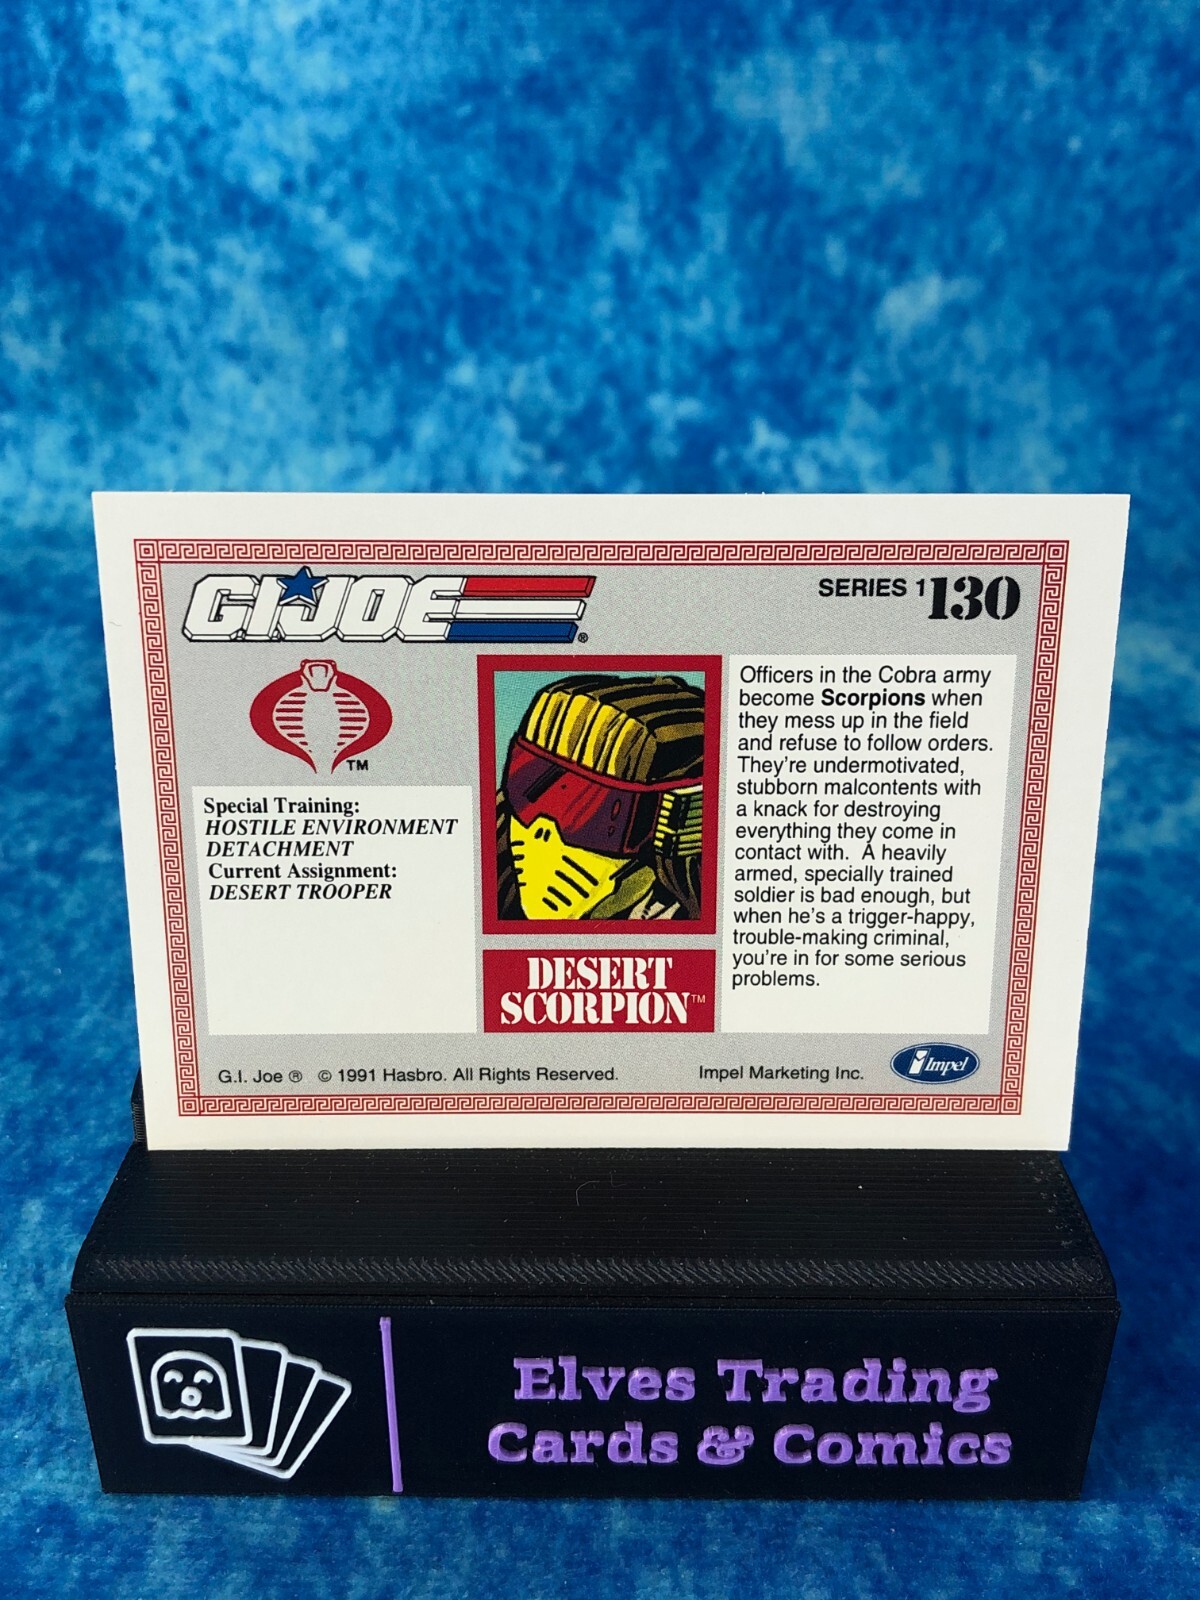 G.I.JOE®
SERIES 1 130
TM
Special Training:
HOSTILE ENVIRONMENT
DETACHMENT
Current Assignment:
DESERT TROOPER
DESERT
SCORPION™
Officers in the Cobra army
become Scorpions when
they mess up in the field
and refuse to follow orders.
They're undermotivated,
stubborn malcontents with
a knack for destroying
everything they come in
contact with. A heavily
armed, specially trained
soldier is bad enough, but
when he's a trigger-happy,
trouble-making criminal,
you're in for some serious
problems.
G.I. Joe ® © 1991 Hasbro. All Rights Reserved.
Impel Marketing Inc.
Impel
Elves Trading
Cards & Comics